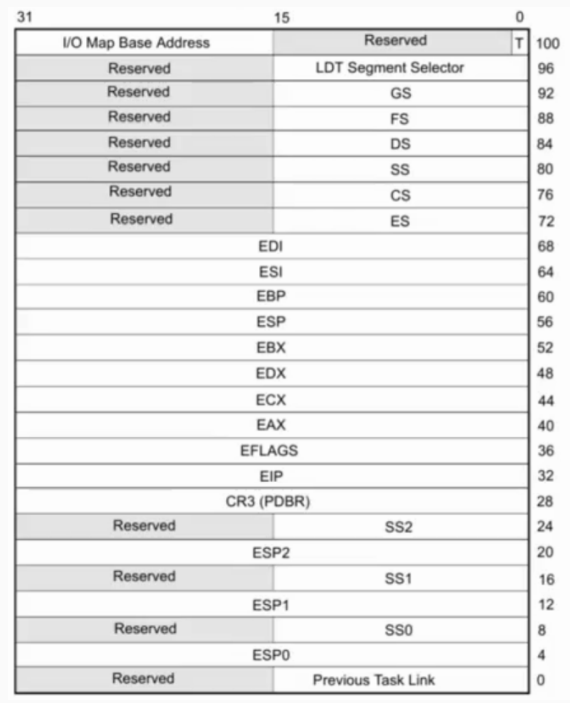 31 15 0
I/O Map Base Address Reserved T 100
Reserved LDT Segment Selector 96
Reserved GS 92
Reserved FS 88
Reserved DS 84
Reserved SS 80
Reserved CS 76
Reserved ES 72
EDI 68
ESI 64
EBP 60
ESP 56
EBX 52
EDX 48
ECX 44
EAX 40
EFLAGS 36
EIP 32
CR3 (PDBR) 28
Reserved SS2 24
ESP2 20
Reserved SS1 16
ESP1 12
Reserved SS0 8
ESP0 4
Reserved Previous Task Link 0